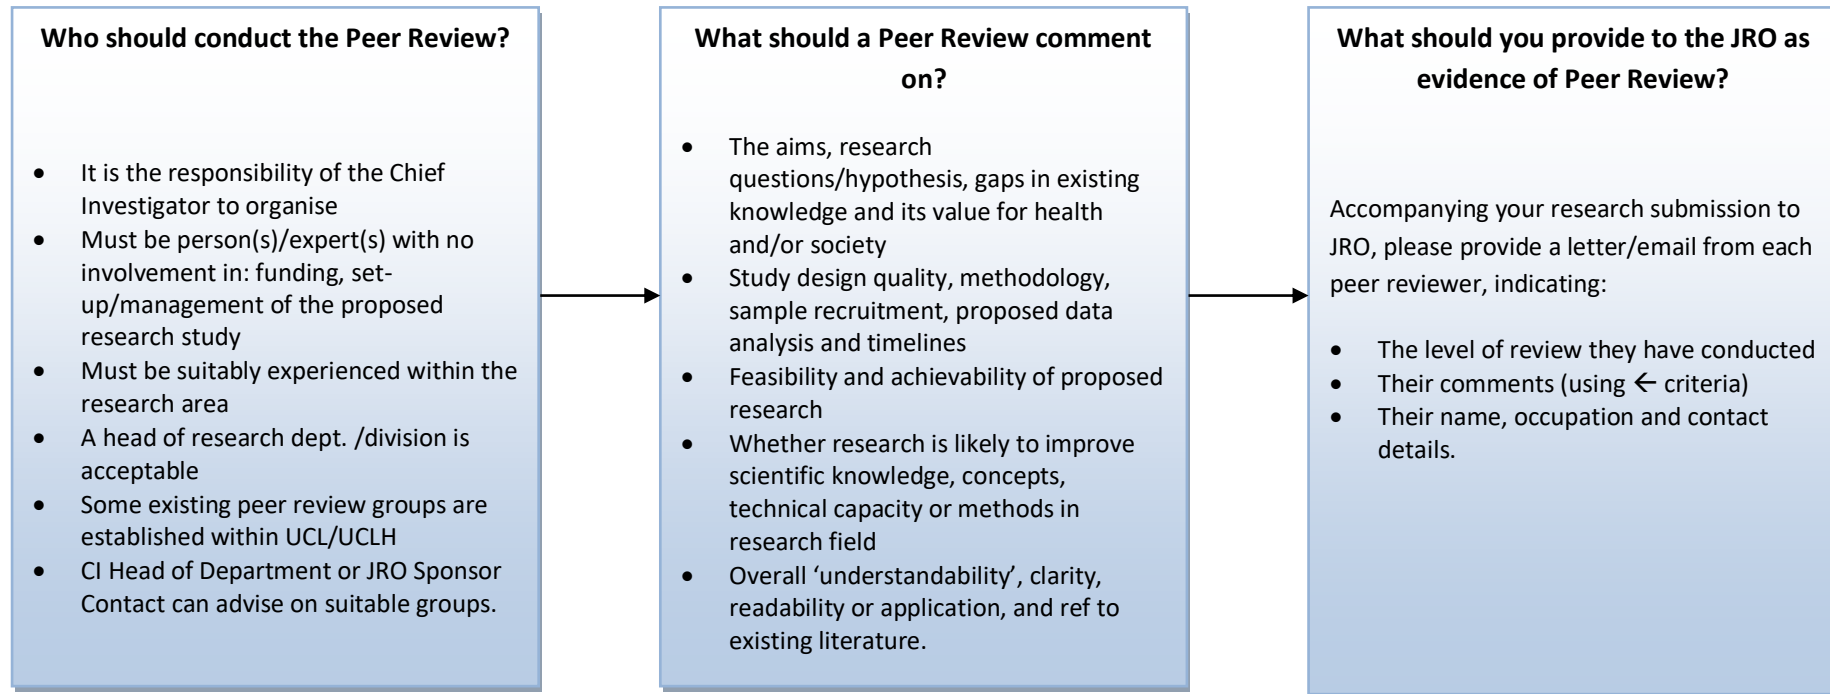 Who should conduct the Peer Review?
• It is the responsibility of the Chief
Investigator to organise
• Must be person(s)/expert(s) with no
involvement in: funding, set-
up/management of the proposed
research study
• Must be suitably experienced within the
research area
• A head of research dept. /division is
acceptable
• Some existing peer review groups are
established within UCL/UCLH
• CI Head of Department or JRO Sponsor
Contact can advise on suitable groups.
What should a Peer Review comment
on?
• The aims, research
questions/hypothesis, gaps in existing
knowledge and its value for health
and/or society
• Study design quality, methodology,
sample recruitment, proposed data
analysis and timelines
• Feasibility and achievability of proposed
research
• Whether research is likely to improve
scientific knowledge, concepts,
technical capacity or methods in
research field
• Overall ‘understandability’, clarity,
readability or application, and ref to
existing literature.
What should you provide to the JRO as
evidence of Peer Review?
Accompanying your research submission to
JRO, please provide a letter/email from each
peer reviewer, indicating:
• The level of review they have conducted
• Their comments (using ← criteria)
• Their name, occupation and contact
details.